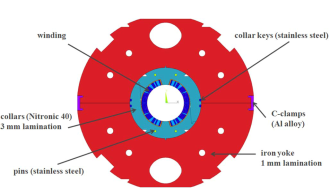 winding
collar keys (stainless steel)
collars (Nitronic 40)
3 mm lamination
C-clamps
(Al alloy)
pins (stainless steel)
iron yoke
1 mm lamination